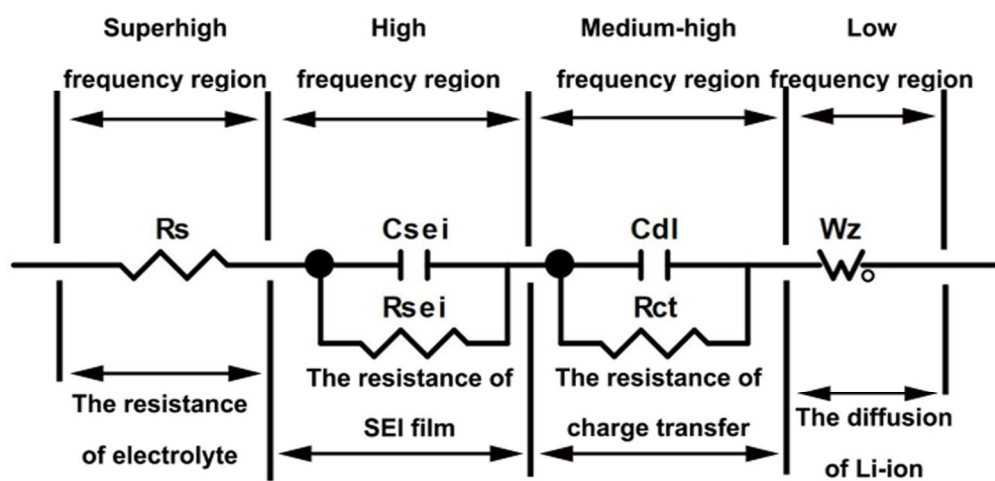 Superhigh
frequency region
High
frequency region
Medium-high
frequency region
Low
frequency region
Rs
Csei
Rsei
Cdl
Rct
Wz
The resistance
of electrolyte
The resistance of
SEI film
The resistance of
charge transfer
The diffusion
of Li-ion